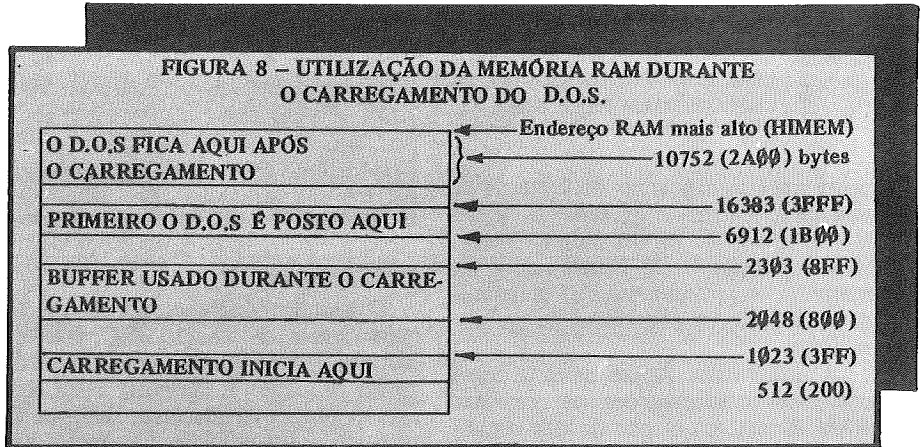 FIGURA 8 – UTILIZAÇÃO DA MEMÓRIA RAM DURANTE
O CARREGAMENTO DO D.O.S.
Endereço RAM mais alto (HIMEM)
O D.O.S FICA AQUI APÓS
O CARREGAMENTO
10752 (2A00) bytes
16383 (3FFF)
PRIMEIRO O D.O.S É POSTO AQUI
6912 (1B00)
2303 (8FF)
BUFFER USADO DURANTE O CARRE-
GAMENTO
2048 (800)
1023 (3FF)
CARREGAMENTO INICIA AQUI
512 (200)